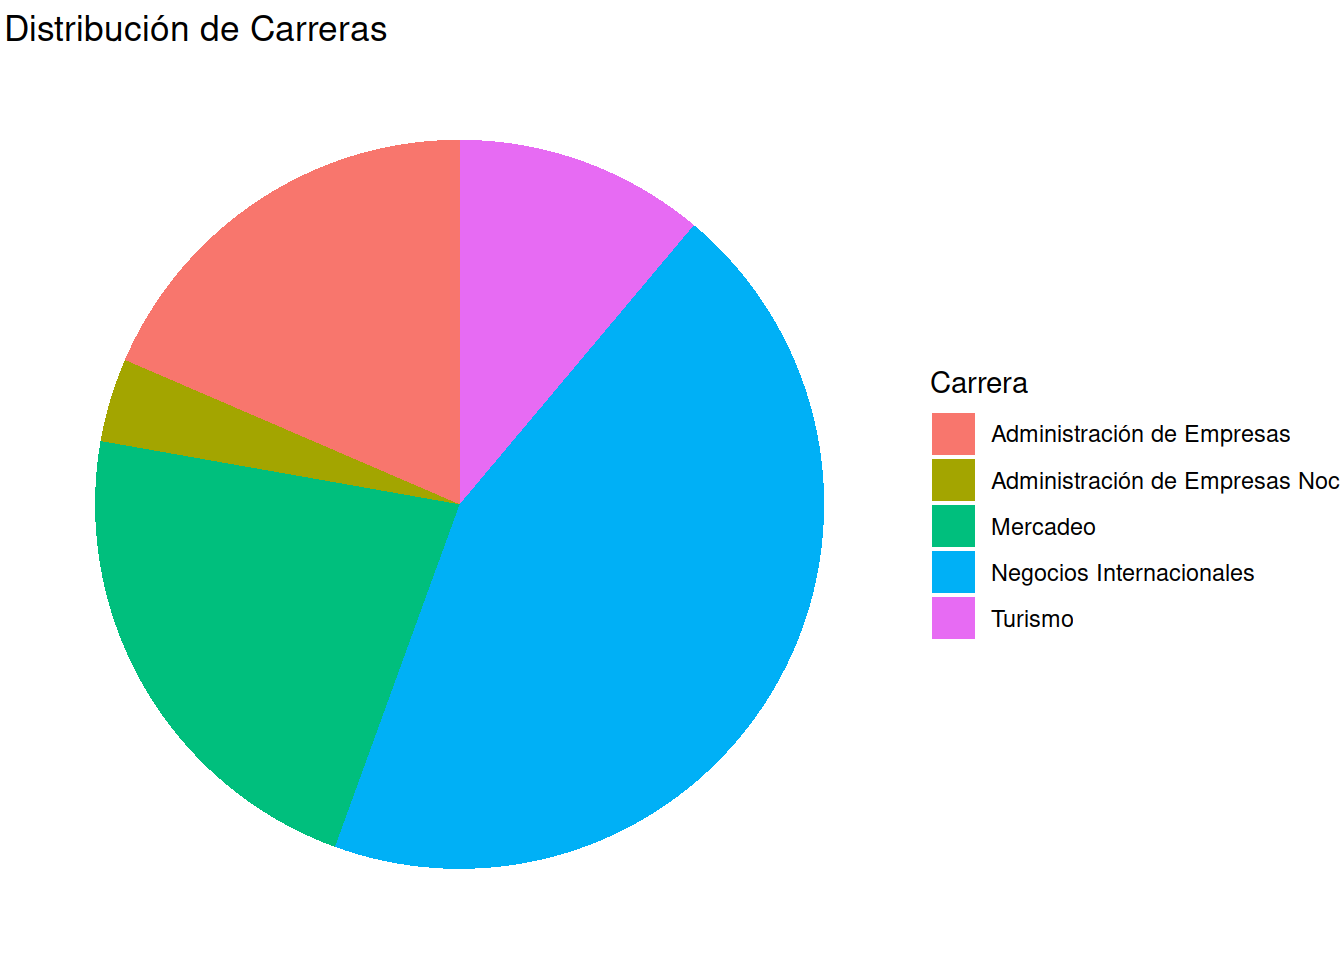 Distribución de Carreras
Carrera
Administración de Empresas
Administración de Empresas Noc
Mercadeo
Negocios Internacionales
Turismo